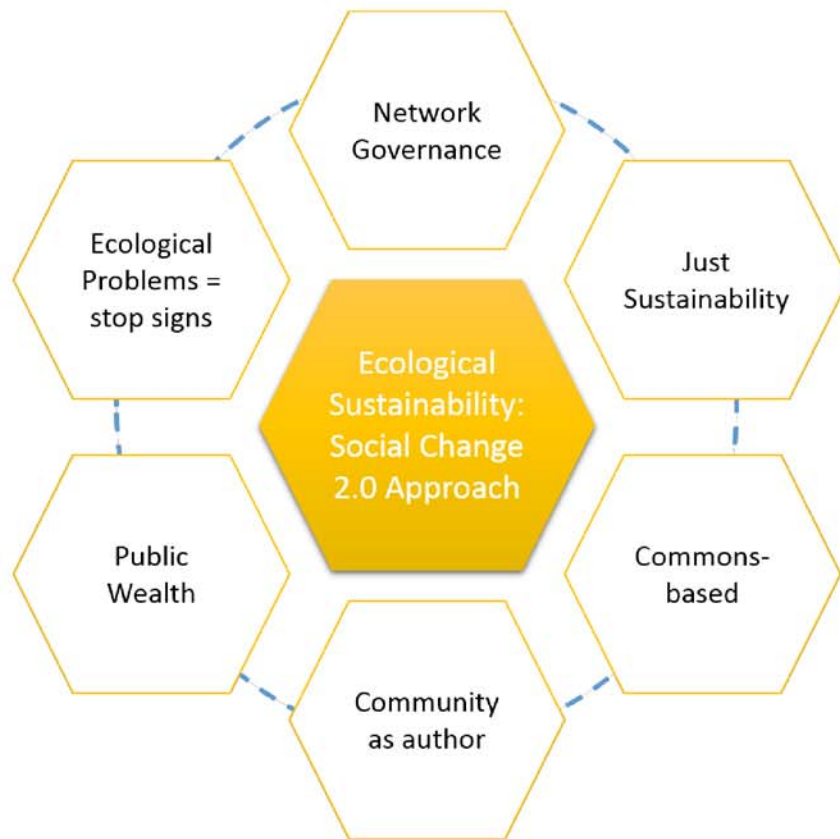 Network
Governance
Just
Sustainability
Commons-
based
Community
as author
Public
Wealth
Ecological
Problems =
stop signs
Ecological
Sustainability:
Social Change
2.0 Approach